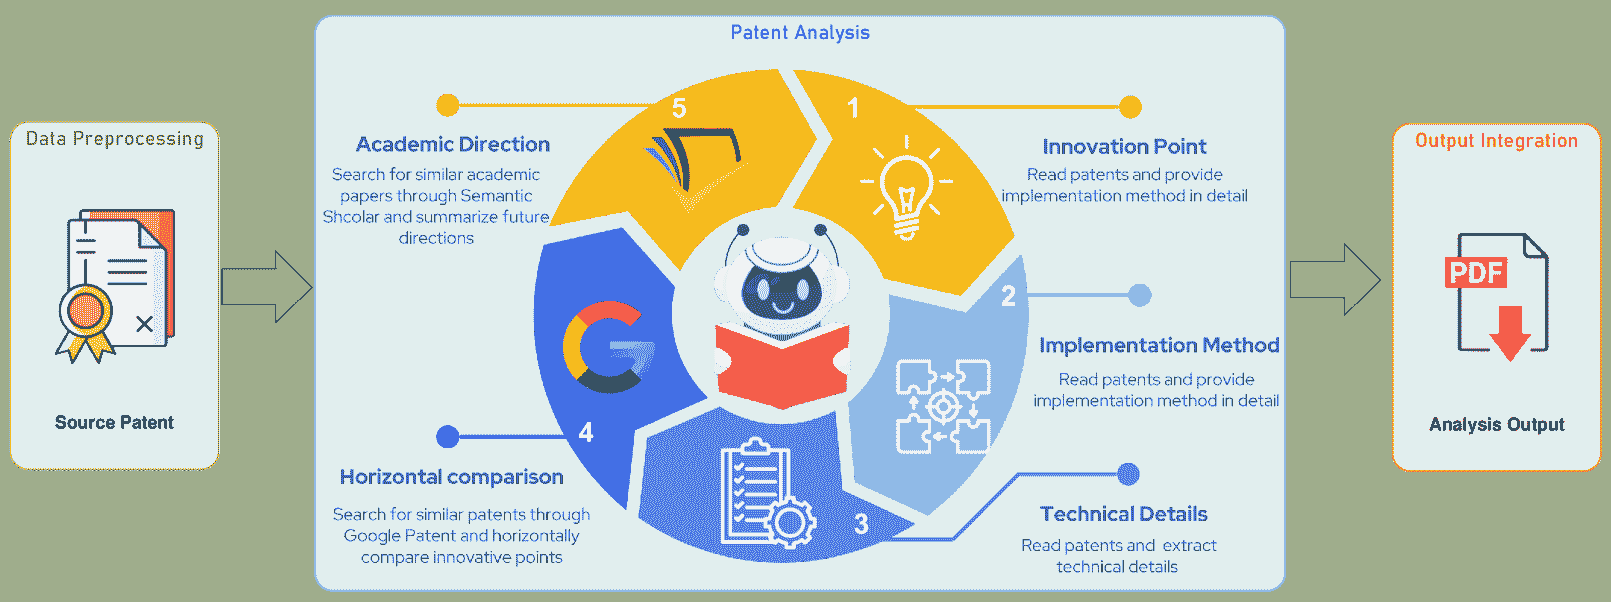 Patent Analysis
Data Preprocessing
Source Patent
1
Innovation Point
Read patents and provide
implementation method in detail
2
Implementation Method
Read patents and provide
implementation method in detail
3
Technical Details
Read patents and extract
technical details
4
Horizontal comparison
Search for similar patents through
Google Patent and horizontally
compare innovative points
5
Academic Direction
Search for similar academic
papers through Semantic
Shcolar and summarize future
directions
Output Integration
PDF
Analysis Output